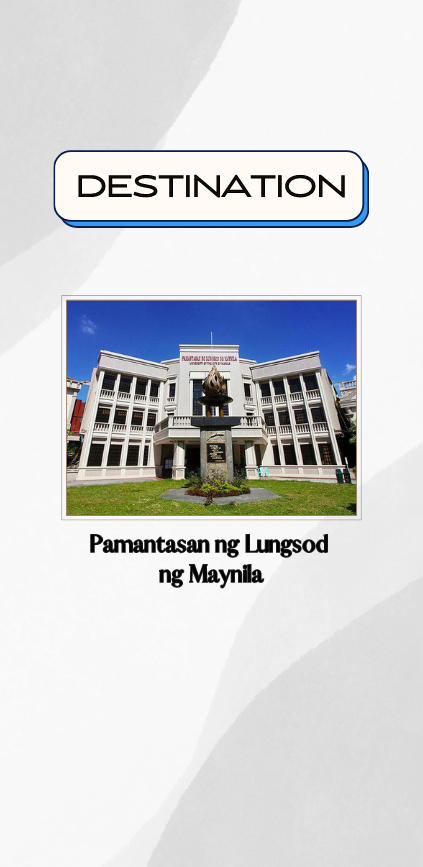 DESTINATION
PAMANTASAN NG LUNGSOD NG MAYNILA
UNIVERSITY OF THE CITY OF MANILA
Pamantasan ng Lungsod
ng Maynila